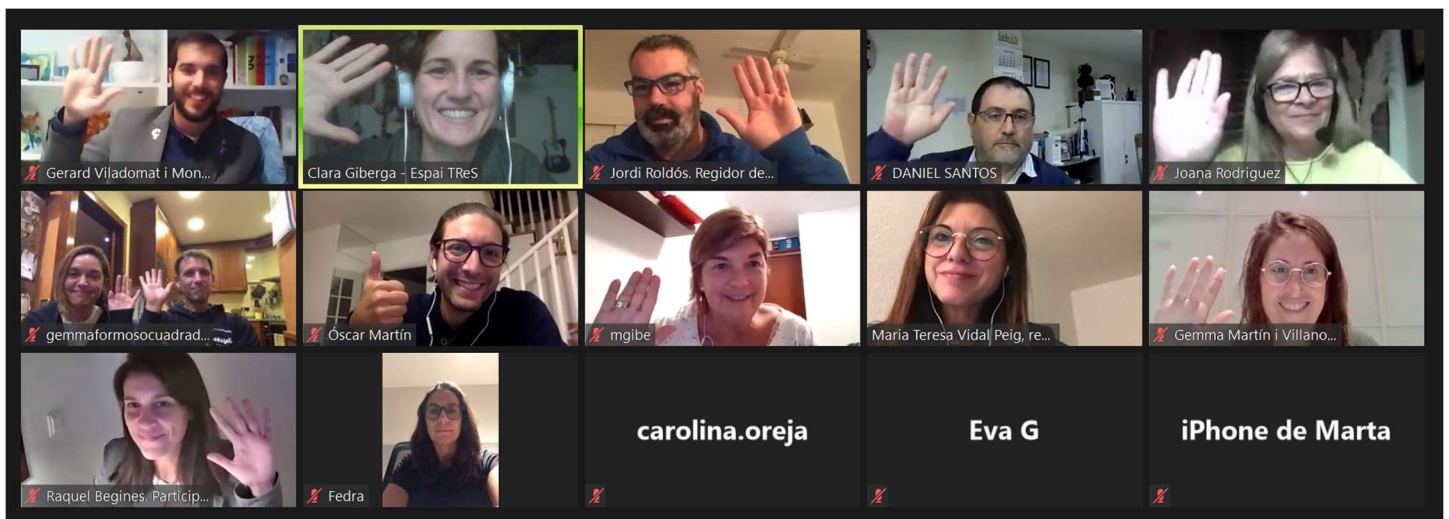 Gerard Viladomat i Mon...
Clara Giberga - Espai TReS
Jordi Roldós. Regidor de...
DANIEL SANTOS
Joana Rodriguez
gemmaformosocuadrad...
Óscar Martín
mgibe
Maria Teresa Vidal Peig, re...
Gemma Martín i Villano...
Raquel Begines. Particip...
Fedra
carolina.oreja
Eva G
iPhone de Marta